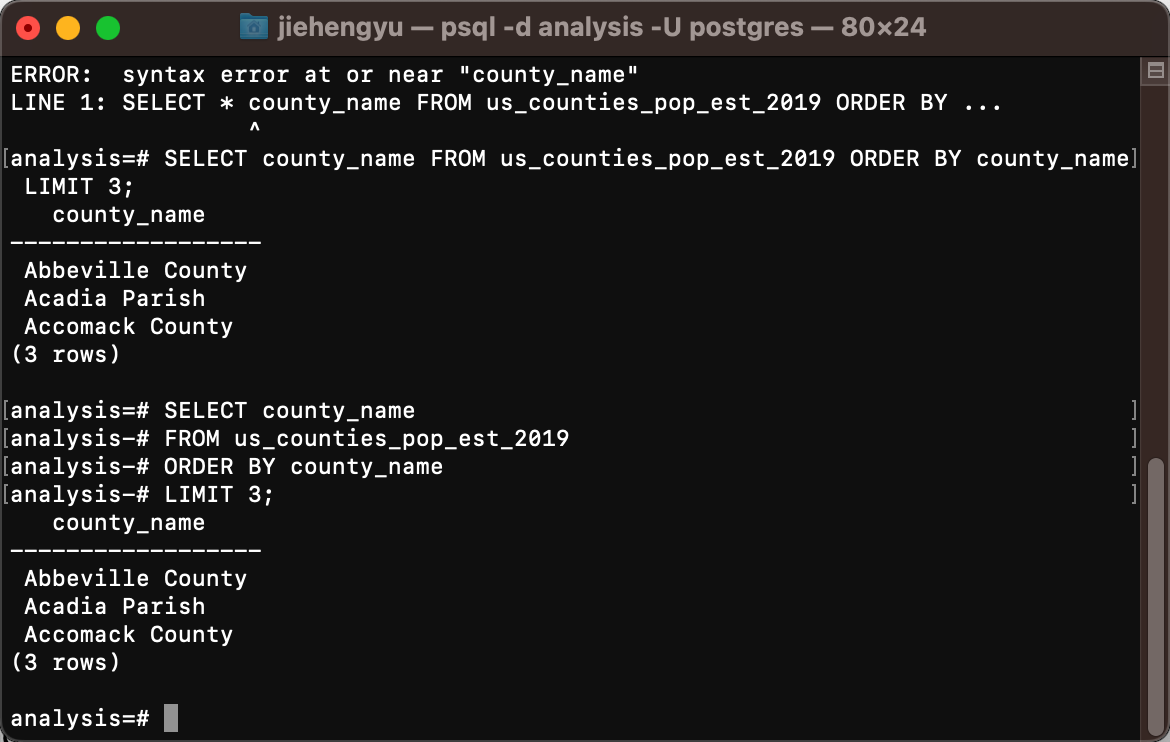 jiehengyu — psql -d analysis -U postgres — 80×24
ERROR:  syntax error at or near "county_name"
LINE 1: SELECT * county_name FROM us_counties_pop_est_2019 ORDER BY ...
^
[analysis=# SELECT county_name FROM us_counties_pop_est_2019 ORDER BY county_name]
LIMIT 3;
county_name
------------------
Abbeville County
Acadia Parish
Accomack County
(3 rows)
[analysis=# SELECT county_name ]
[analysis-# FROM us_counties_pop_est_2019 ]
[analysis-# ORDER BY county_name ]
[analysis-# LIMIT 3; ]
county_name
------------------
Abbeville County
Acadia Parish
Accomack County
(3 rows)
analysis=#